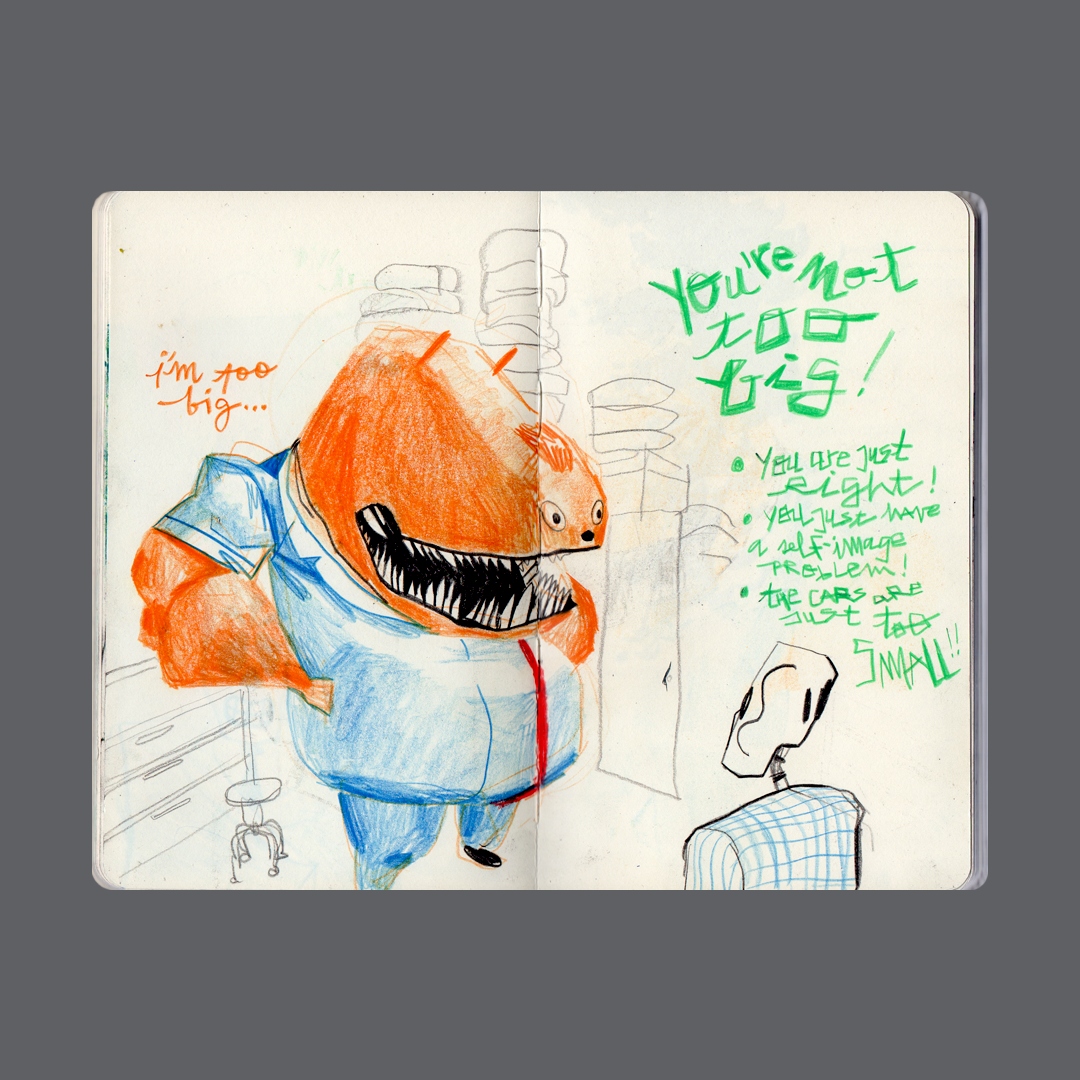 i'm too
big...
You're not
too
big!
• You are just
right!
• you just have
a self-image
problem!
• the cars are
just too
small!!